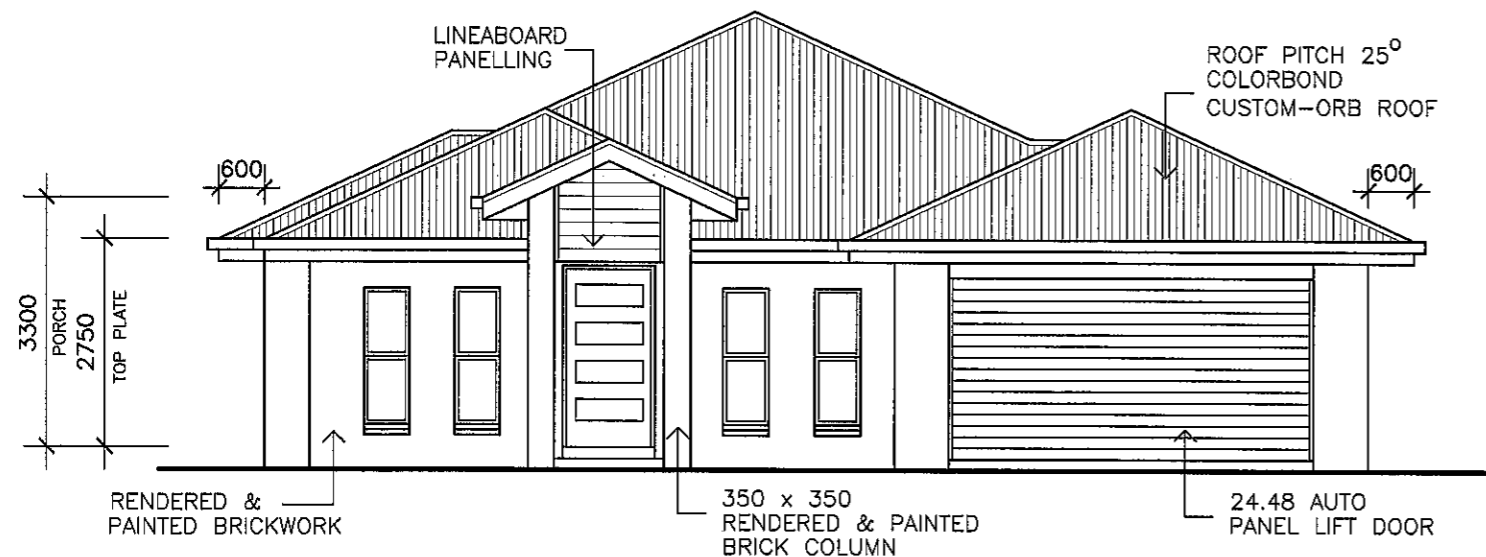 LINEABOARD
PANELLING
ROOF PITCH 25°
COLORBOND
CUSTOM-ORB ROOF
600
600
3300
PORCH
2750
TOP PLATE
RENDERED &
PAINTED BRICKWORK
350 x 350
RENDERED & PAINTED
BRICK COLUMN
24.48 AUTO
PANEL LIFT DOOR